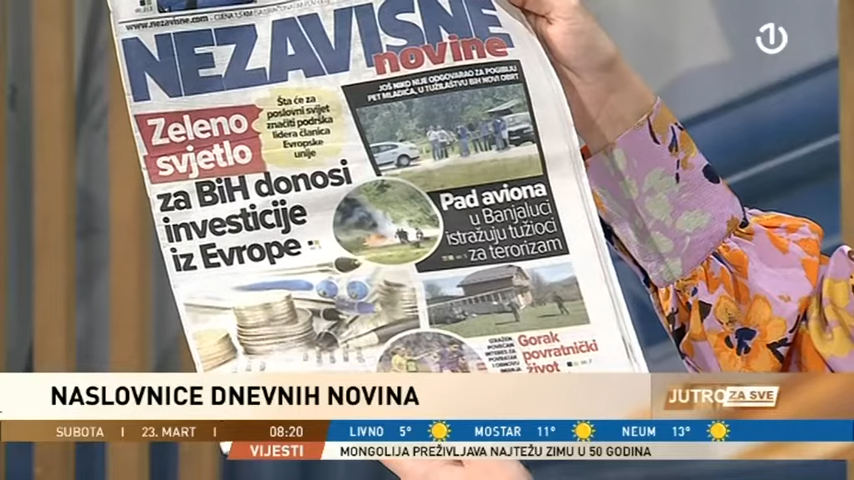 www.nezavisne.com
NEZAVISNE
novine
JOŠ NIKO NIJE ODGOVARAO ZA POGIBIJU
PET MLADIĆA, U TUŽILAŠTVU BIH NOVI OBRT
Zeleno
svjetlo
za BiH donosi
investicije
iz Evrope
Šta će za
poslovni svijet
značiti podrška
lidera članica
Evropske
unije
Pad aviona
u Banjaluci
istražuju tužioci
za terorizam
Gorak
povratnički
život
NASLOVNICE DNEVNIH NOVINA
JUTRO ZA SVE
SUBOTA | 23. MART | 08:20
LIVNO 5° MOSTAR 11° NEUM 13°
VIJESTI
MONGOLIJA PREŽIVLJAVA NAJTEŽU ZIMU U 50 GODINA